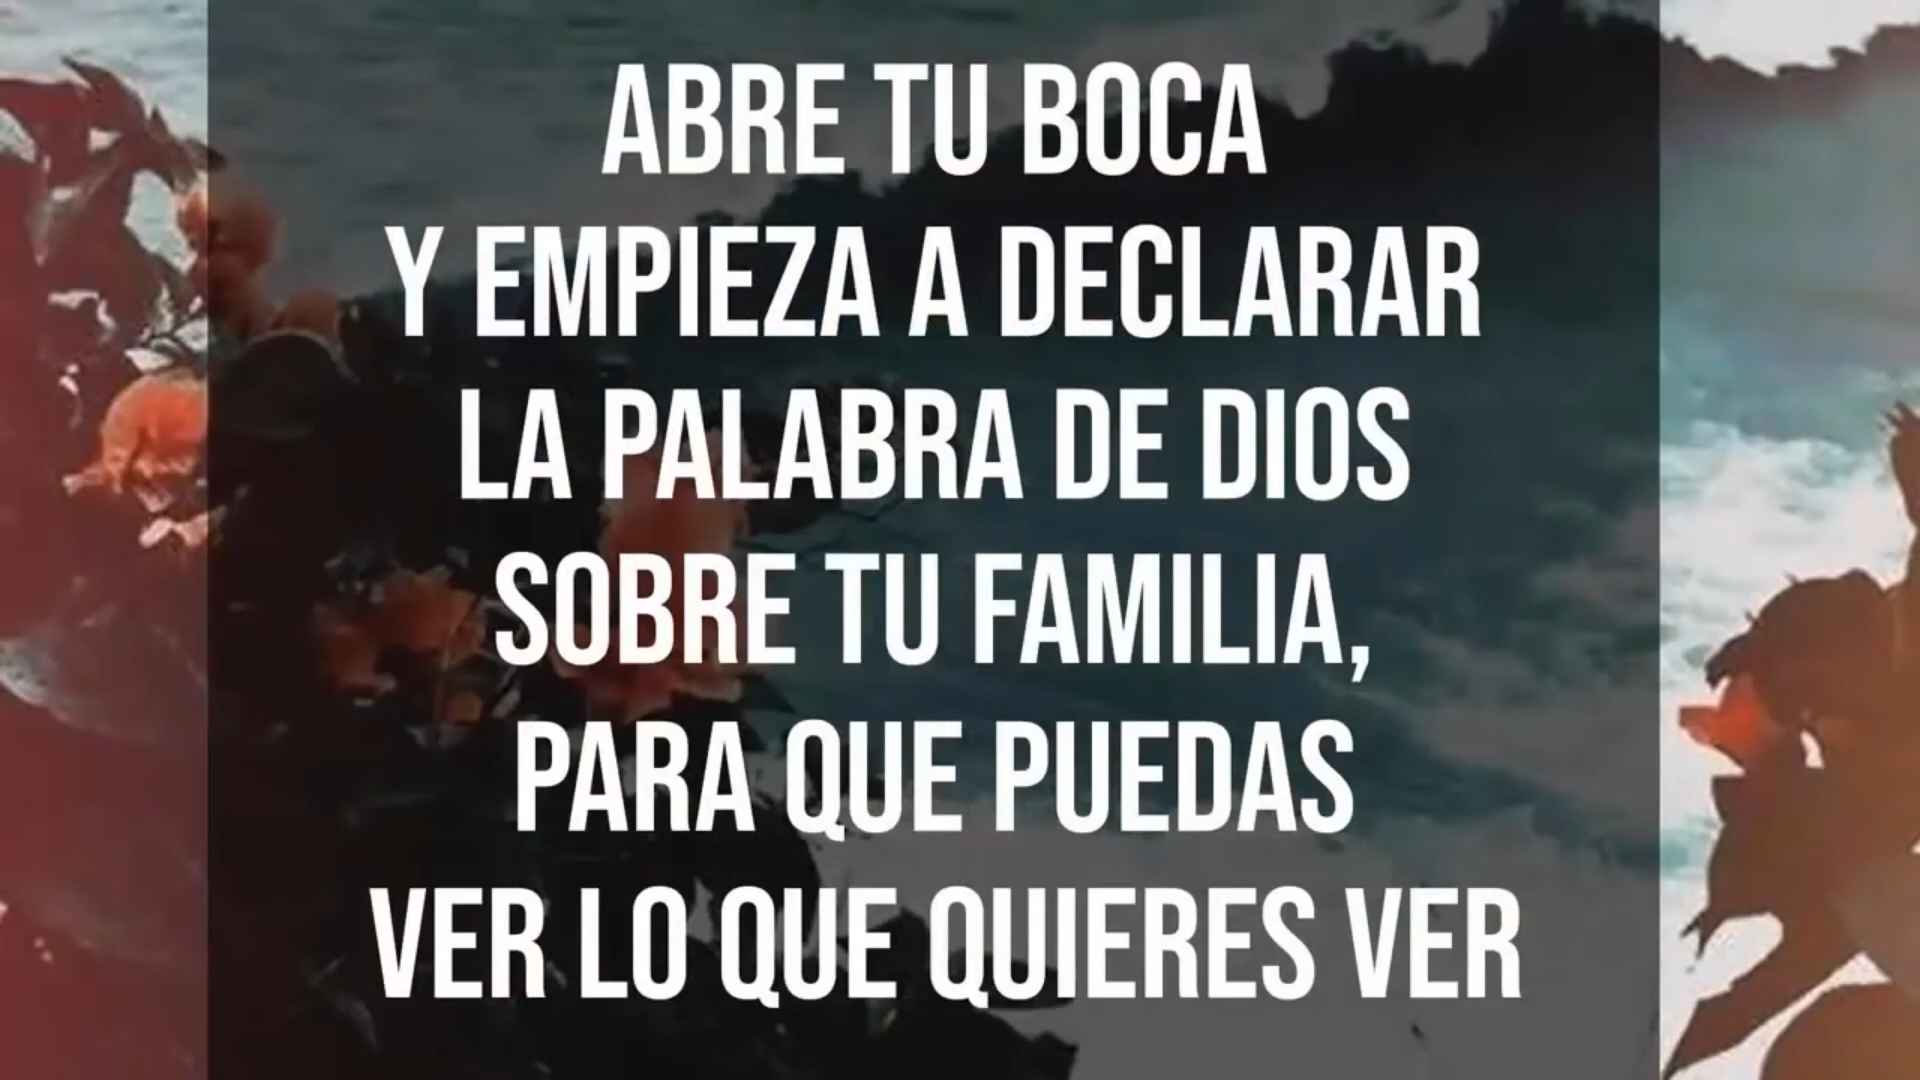 ABRE TU BOCA
Y EMPIEZA A DECLARAR
LA PALABRA DE DIOS
SOBRE TU FAMILIA,
PARA QUE PUEDAS
VER LO QUE QUIERES VER